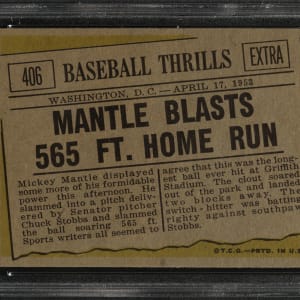 406 BASEBALL THRILLS EXTRA
WASHINGTON, D.C.—APRIL 17, 1953
MANTLE BLASTS
565 FT. HOME RUN
Mickey Mantle displayed
some more of his formidable
power this afternoon. He
slammed into a pitch deliv-
ered by Senator pitcher
Chuck Stobbs and slammed
the ball soaring 565 ft.
Sports writers all seemed to
agree that this was the long-
est ball ever hit at Griffith
Stadium. The clout soared
out of the park and landed
two blocks away. The
switch-hitter was batting
righty against southpaw
Stobbs.
©T.C.G.—PRTD. IN U.S